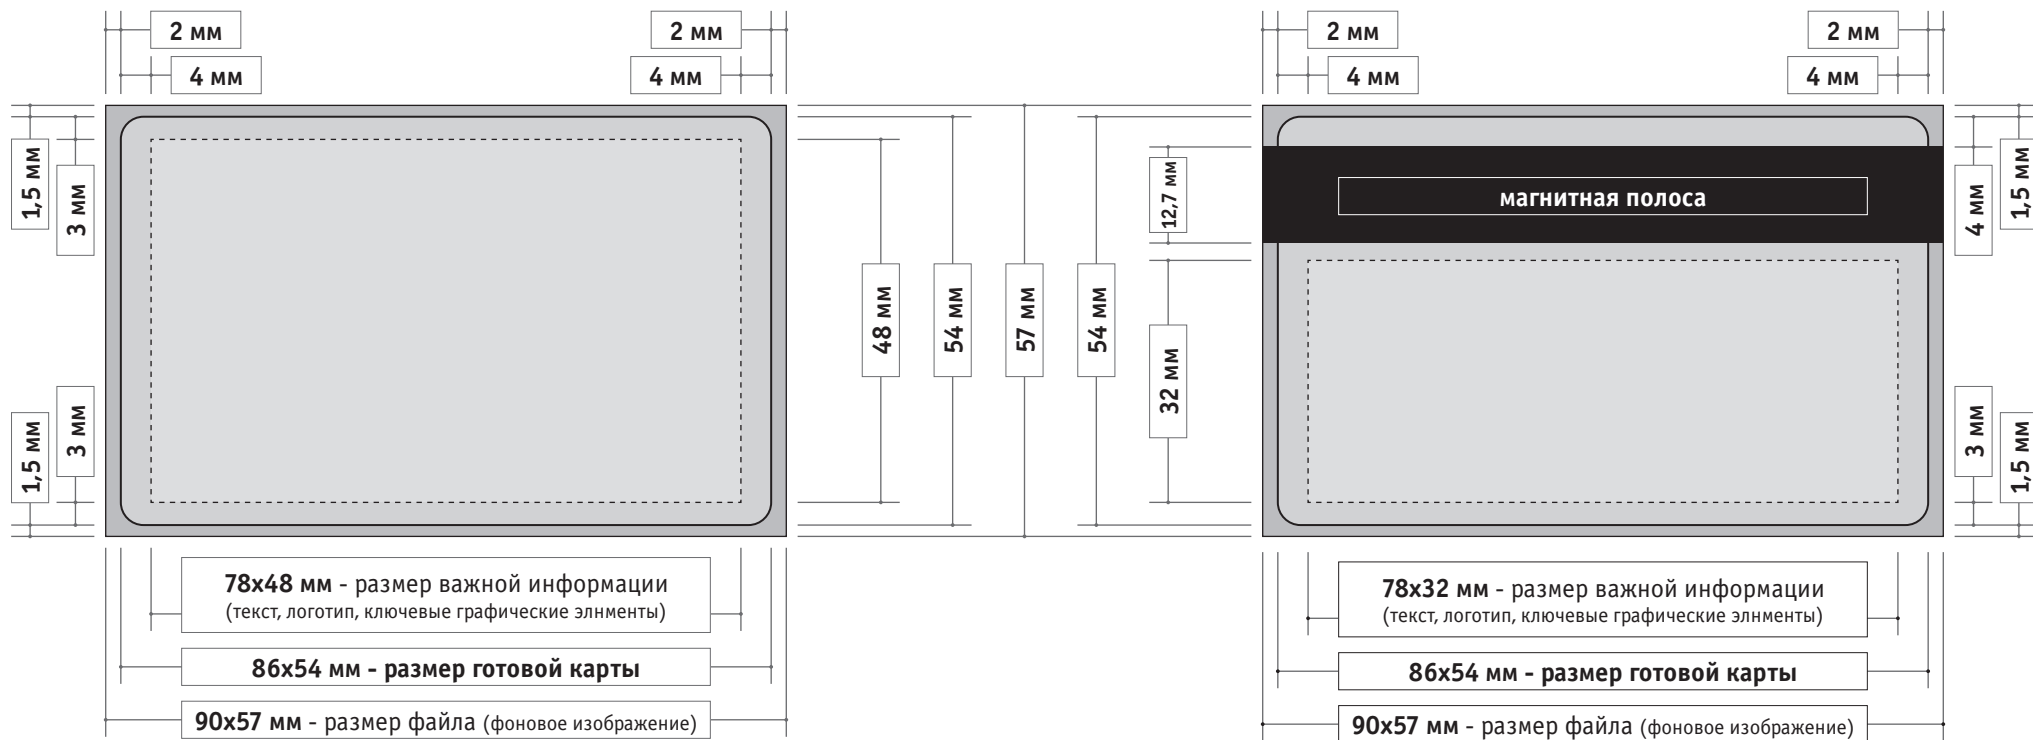 2 мм
2 мм
4 мм
4 мм
1,5 мм
3 мм
1,5 мм
3 мм
48 мм
54 мм
57 мм
54 мм
78x48 мм - размер важной информации
(текст, логотип, ключевые графические элнменты)
86x54 мм - размер готовой карты
90x57 мм - размер файла (фоновое изображение)
2 мм
2 мм
4 мм
4 мм
12,7 мм
32 мм
магнитная полоса
4 мм
1,5 мм
3 мм
1,5 мм
78x32 мм - размер важной информации
(текст, логотип, ключевые графические элнменты)
86x54 мм - размер готовой карты
90x57 мм - размер файла (фоновое изображение)